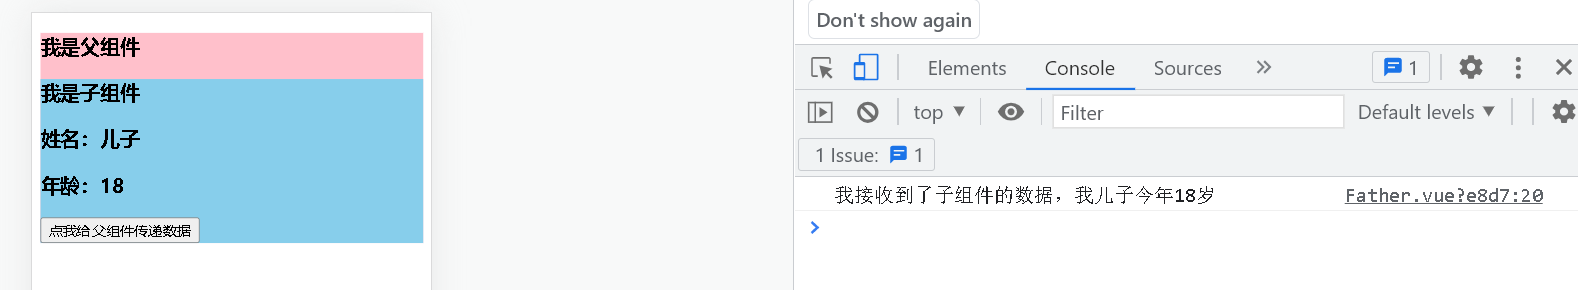 我是父组件
我是子组件
姓名：儿子
年龄：18
点我给父组件传递数据
Don't show again
Elements Console Sources 1
top Filter Default levels
1 Issue: 1
我接收到了子组件的数据，我儿子今年18岁 Father.vue?e8d7:20